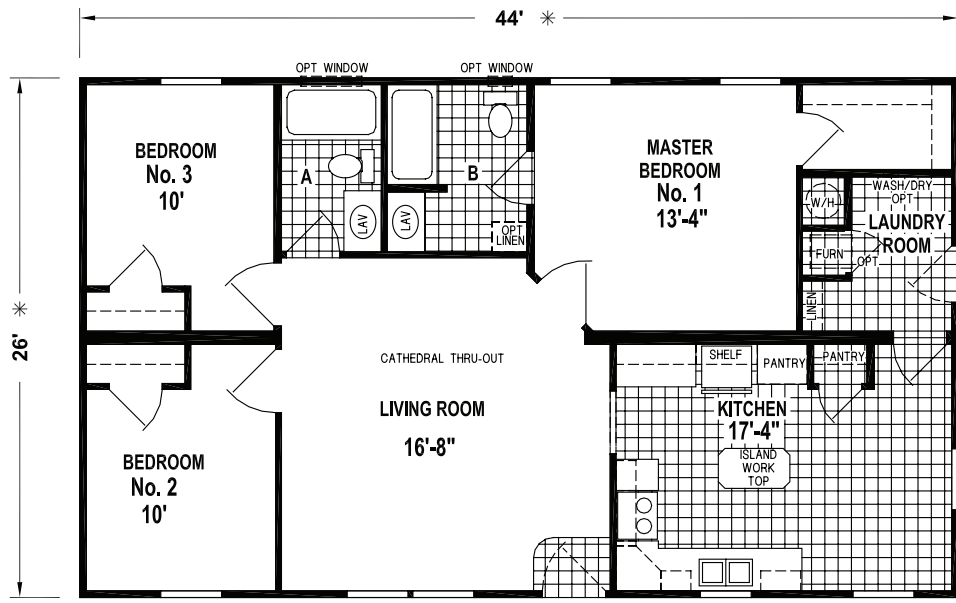 44' ✳
OPT WINDOW
OPT WINDOW
BEDROOM
No. 3
10'
A
LAV
B
LAV
OPT
LINEN
MASTER
BEDROOM
No. 1
13'-4"
WASH/DRY
OPT
W/H
LAUNDRY
ROOM
FURN
OPT
LINEN
26' ✳
CATHEDRAL THRU-OUT
LIVING ROOM
16'-8"
SHELF
PANTRY
PANTRY
KITCHEN
17'-4"
ISLAND
WORK
TOP
BEDROOM
No. 2
10'